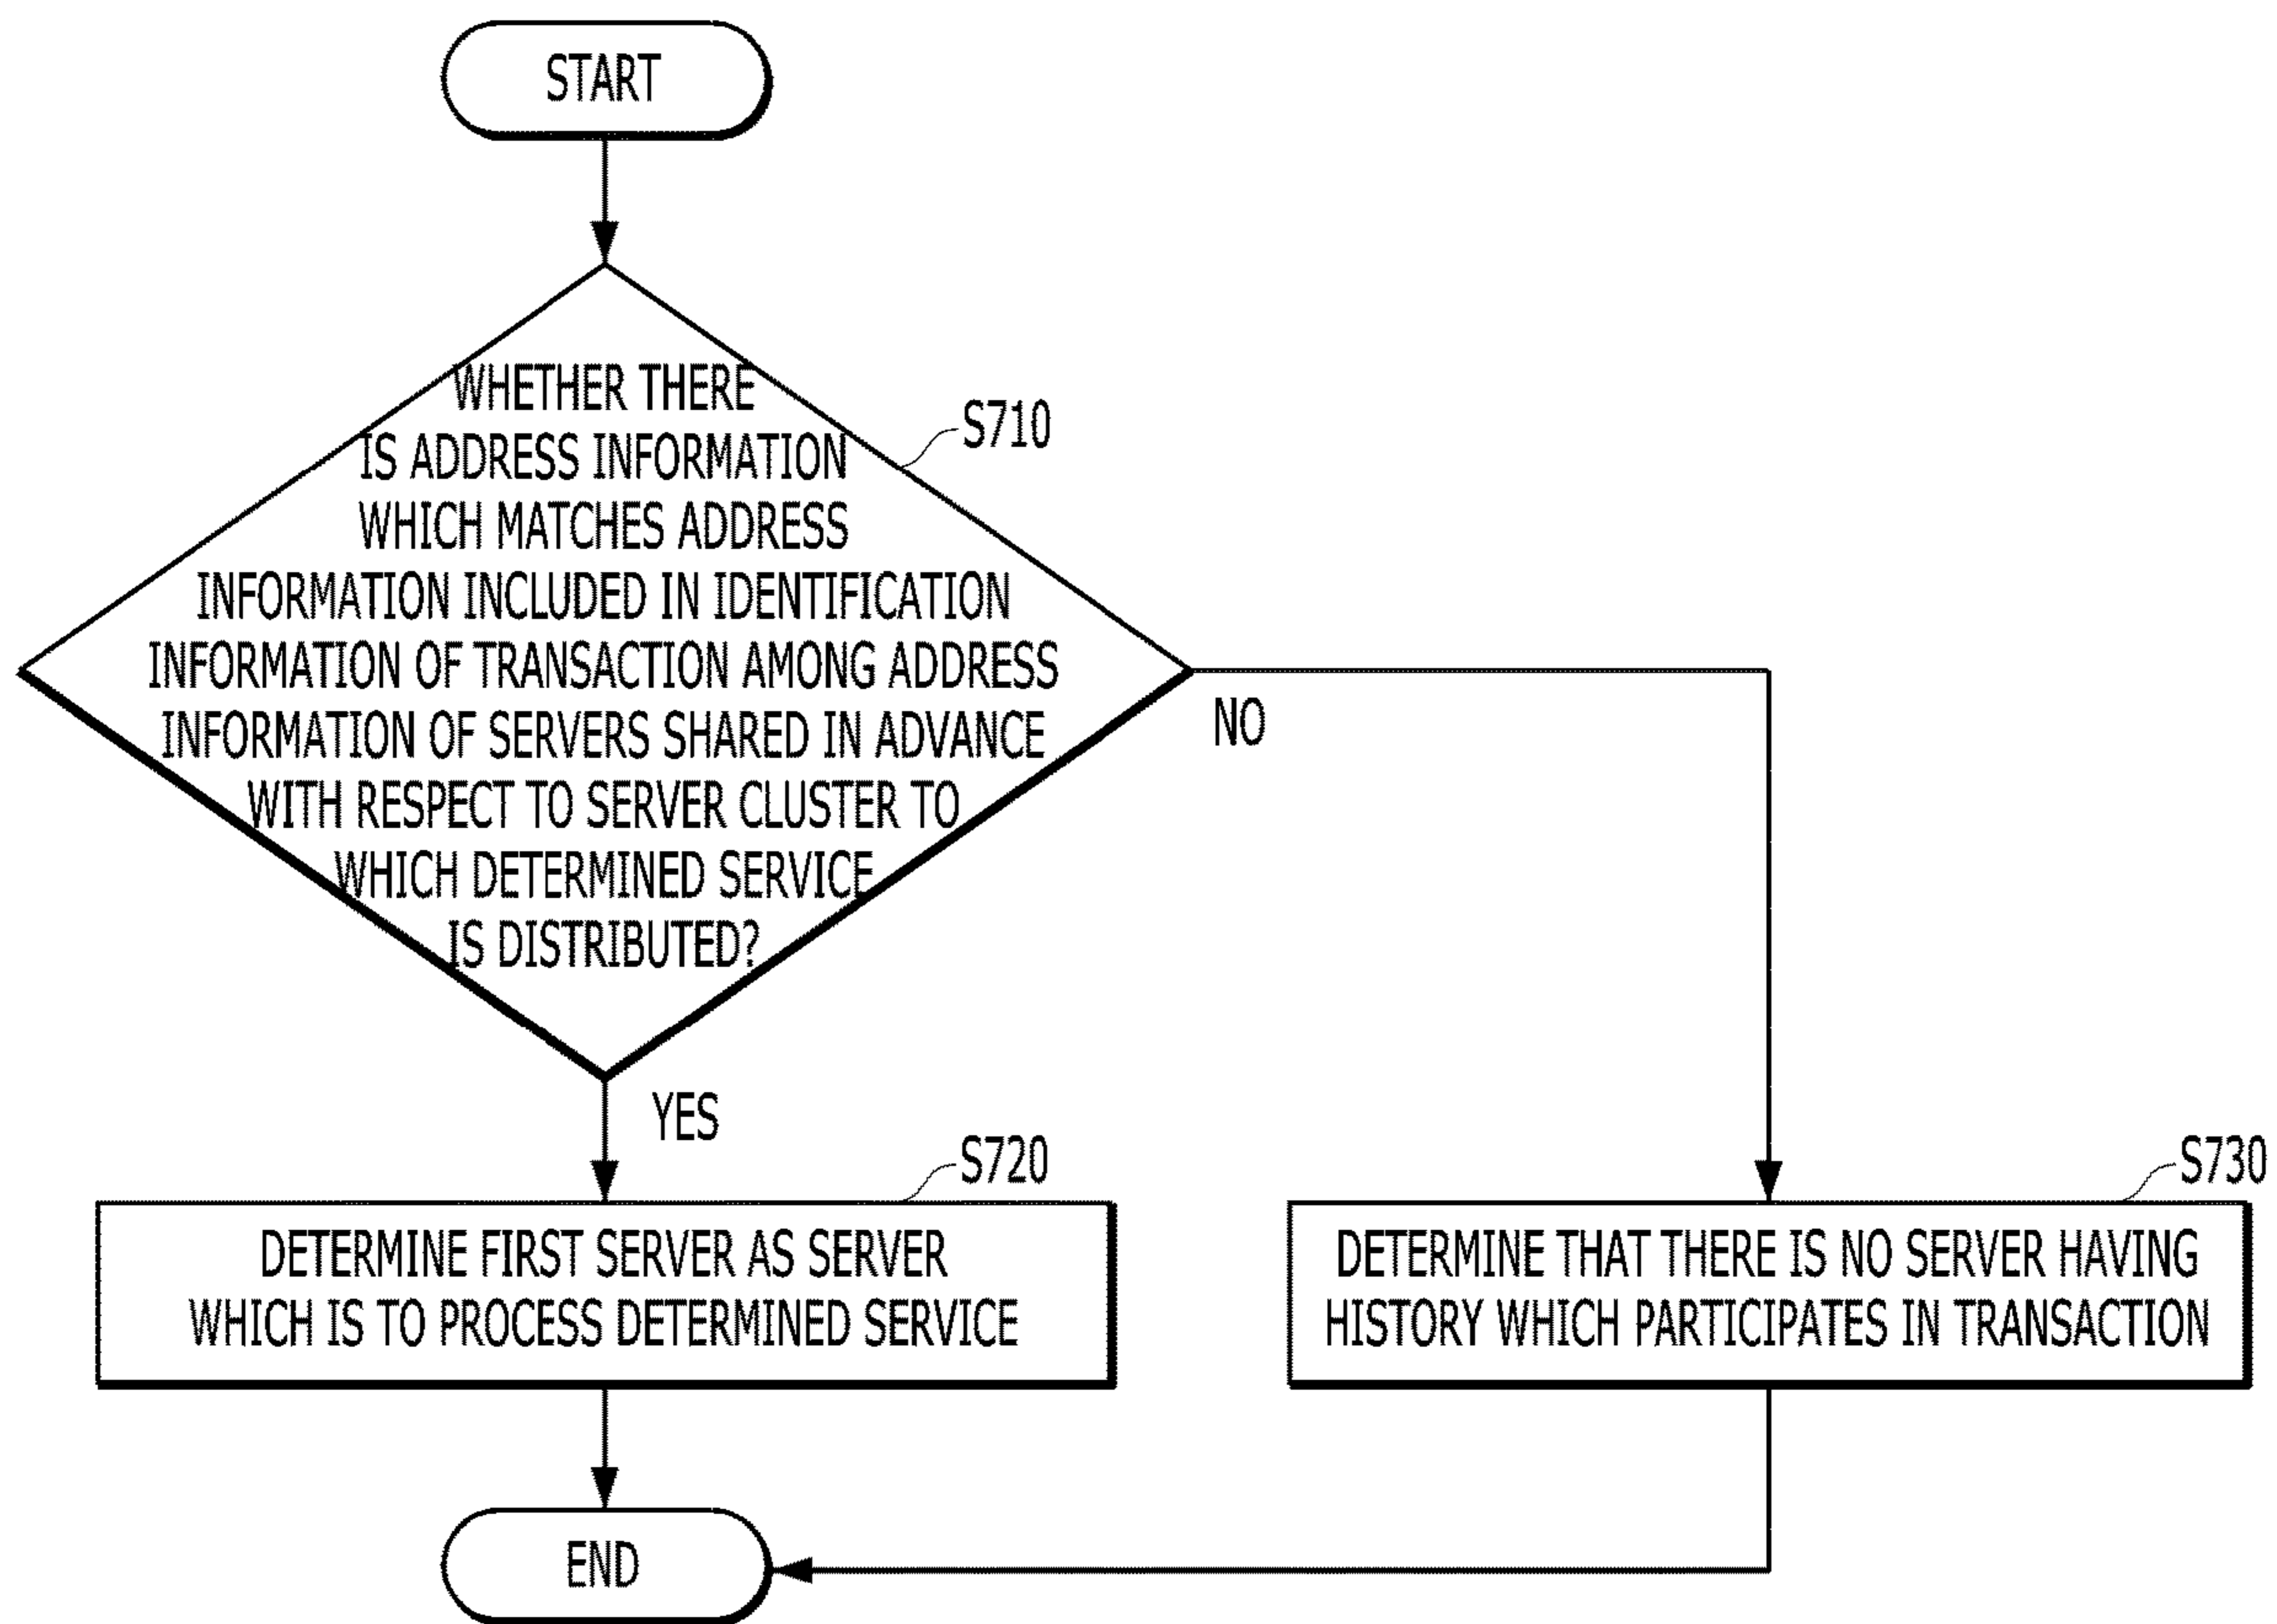 START
WHETHER THERE
IS ADDRESS INFORMATION
WHICH MATCHES ADDRESS
INFORMATION INCLUDED IN IDENTIFICATION
INFORMATION OF TRANSACTION AMONG ADDRESS
INFORMATION OF SERVERS SHARED IN ADVANCE
WITH RESPECT TO SERVER CLUSTER TO
WHICH DETERMINED SERVICE
IS DISTRIBUTED?
S710
NO
YES
S720
DETERMINE FIRST SERVER AS SERVER
WHICH IS TO PROCESS DETERMINED SERVICE
S730
DETERMINE THAT THERE IS NO SERVER HAVING
HISTORY WHICH PARTICIPATES IN TRANSACTION
END